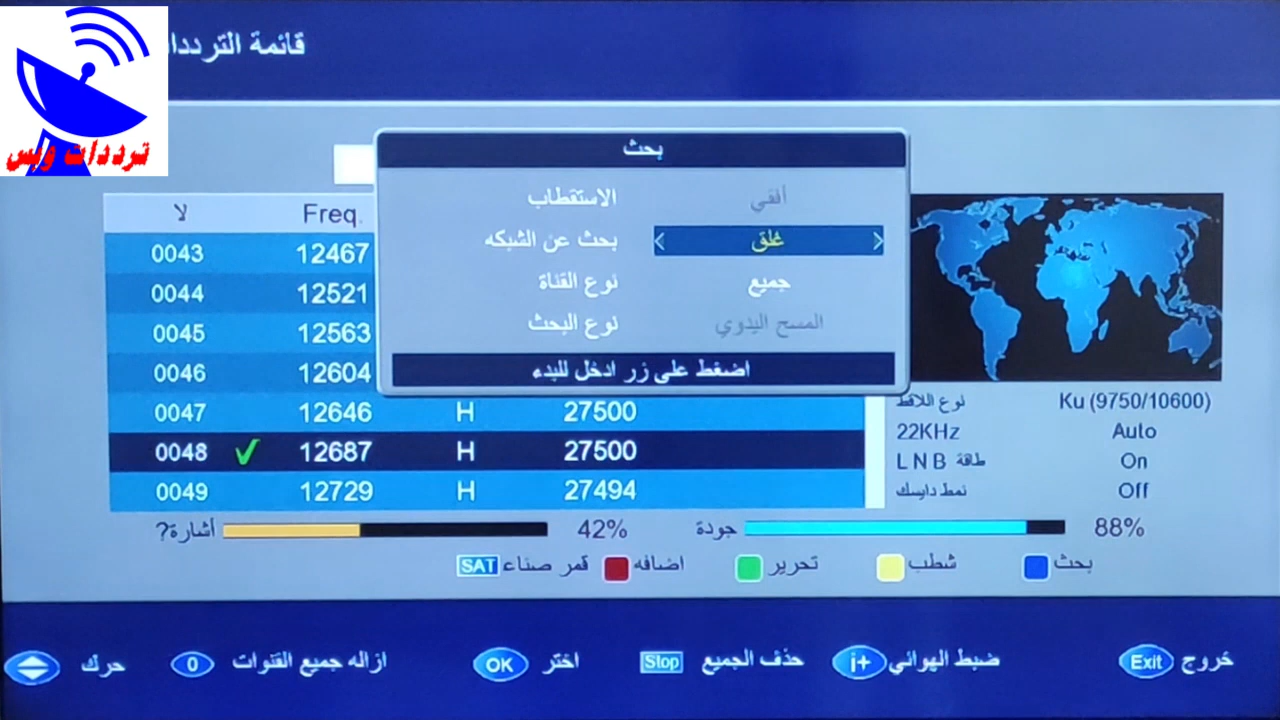 قائمة التردد
ترددات ويس
بحث
الاستقطاب أفقي
بحث عن الشبكه < غلق >
نوع القناة جميع
نوع البحث المسح اليدوي
اضغط على زر ادخل للبدء
لا Freq.
0043 12467
0044 12521
0045 12563
0046 12604
0047 12646 H 27500
0048 12687 H 27500
0049 12729 H 27494
نوع اللاقط Ku (9750/10600)
22KHz Auto
طاقة LNB On
نمط دايسك Off
أشارة? 42% جودة 88%
SAT قمر صناعء اضافه تحرير شطب بحث
حرك 0 ازاله جميع القنوات OK اختر Stop حذف الجميع i+ ضبط الهوائي Exit خروج